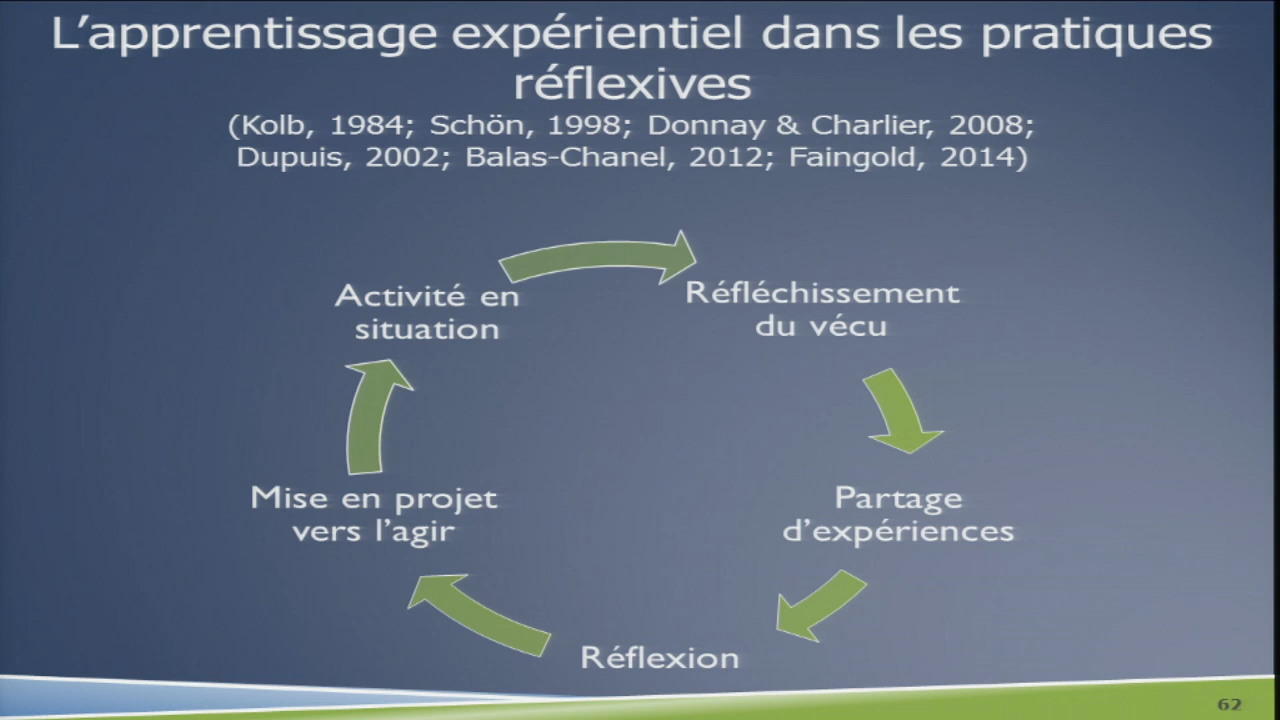 L’apprentissage expérientiel dans les pratiques
réflexives
(Kolb, 1984; Schön, 1998; Donnay & Charlier, 2008;
Dupuis, 2002; Balas-Chanel, 2012; Faingold, 2014)
Activité en
situation
Réfléchissement
du vécu
Partage
d’expériences
Réflexion
Mise en projet
vers l’agir
62